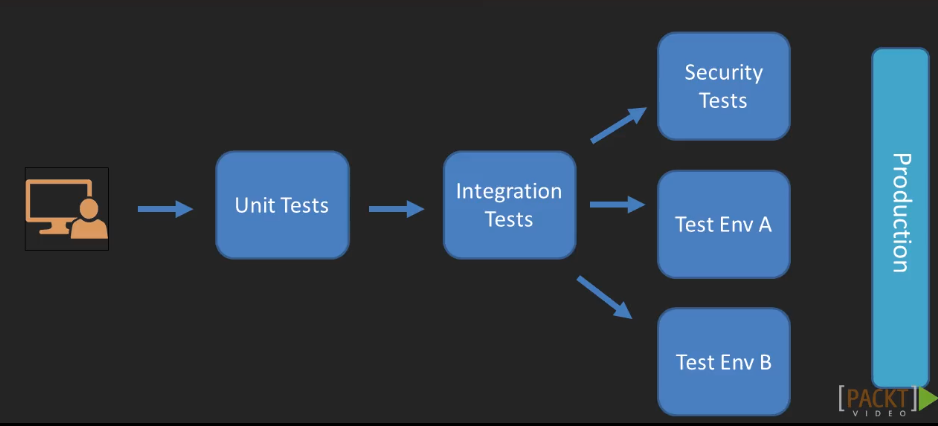 Unit Tests
Integration
Tests
Security
Tests
Test Env A
Test Env B
Production
[PACKT]
VIDEO